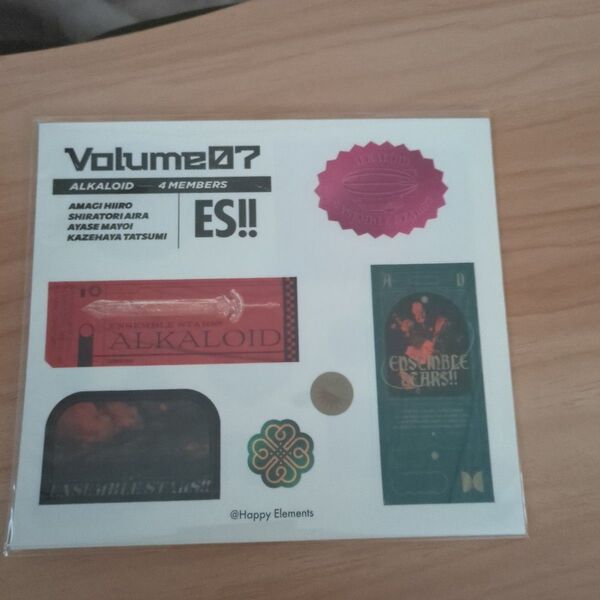 Volume07
ALKALOID — 4 MEMBERS
AMAGI HIIRO
SHIRATORI AIRA
AYASE MAYOI
KAZEHAYA TATSUMI
ES!!
ALKALOID
ENSEMBLE STARS!!
ALKALOID
A D
ENSEMBLE
STARS!!
ENSEMBLE STARS!!
@Happy Elements